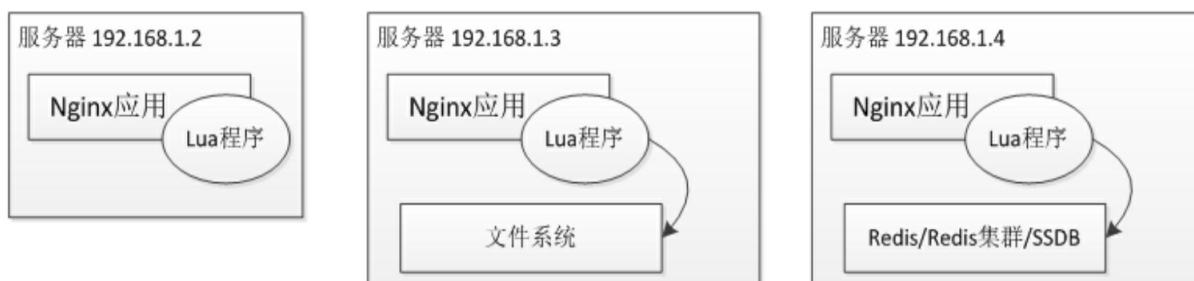 服务器 192.168.1.2
Nginx应用
Lua程序
服务器 192.168.1.3
Nginx应用
Lua程序
文件系统
服务器 192.168.1.4
Nginx应用
Lua程序
Redis/Redis集群/SSDB